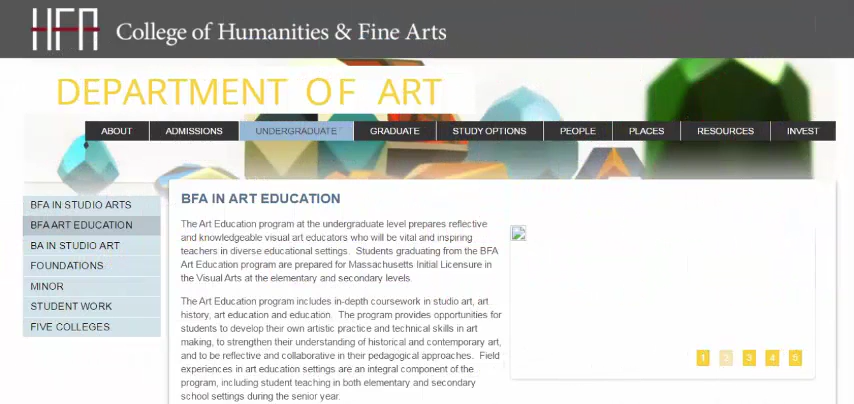 HFA College of Humanities & Fine Arts
DEPARTMENT OF ART
ABOUT ADMISSIONS UNDERGRADUATE GRADUATE STUDY OPTIONS PEOPLE PLACES RESOURCES INVEST
BFA IN STUDIO ARTS
BFA ART EDUCATION
BA IN STUDIO ART
FOUNDATIONS
MINOR
STUDENT WORK
FIVE COLLEGES
BFA IN ART EDUCATION
The Art Education program at the undergraduate level prepares reflective
and knowledgeable visual art educators who will be vital and inspiring
teachers in diverse educational settings. Students graduating from the BFA
Art Education program are prepared for Massachusetts Initial Licensure in
the Visual Arts at the elementary and secondary levels.
The Art Education program includes in-depth coursework in studio art, art
history, art education and education. The program provides opportunities for
students to develop their own artistic practice and technical skills in art
making, to strengthen their understanding of historical and contemporary art,
and to be reflective and collaborative in their pedagogical approaches. Field
experiences in art education settings are an integral component of the
program, including student teaching in both elementary and secondary
school settings during the senior year.
1 2 3 4 5